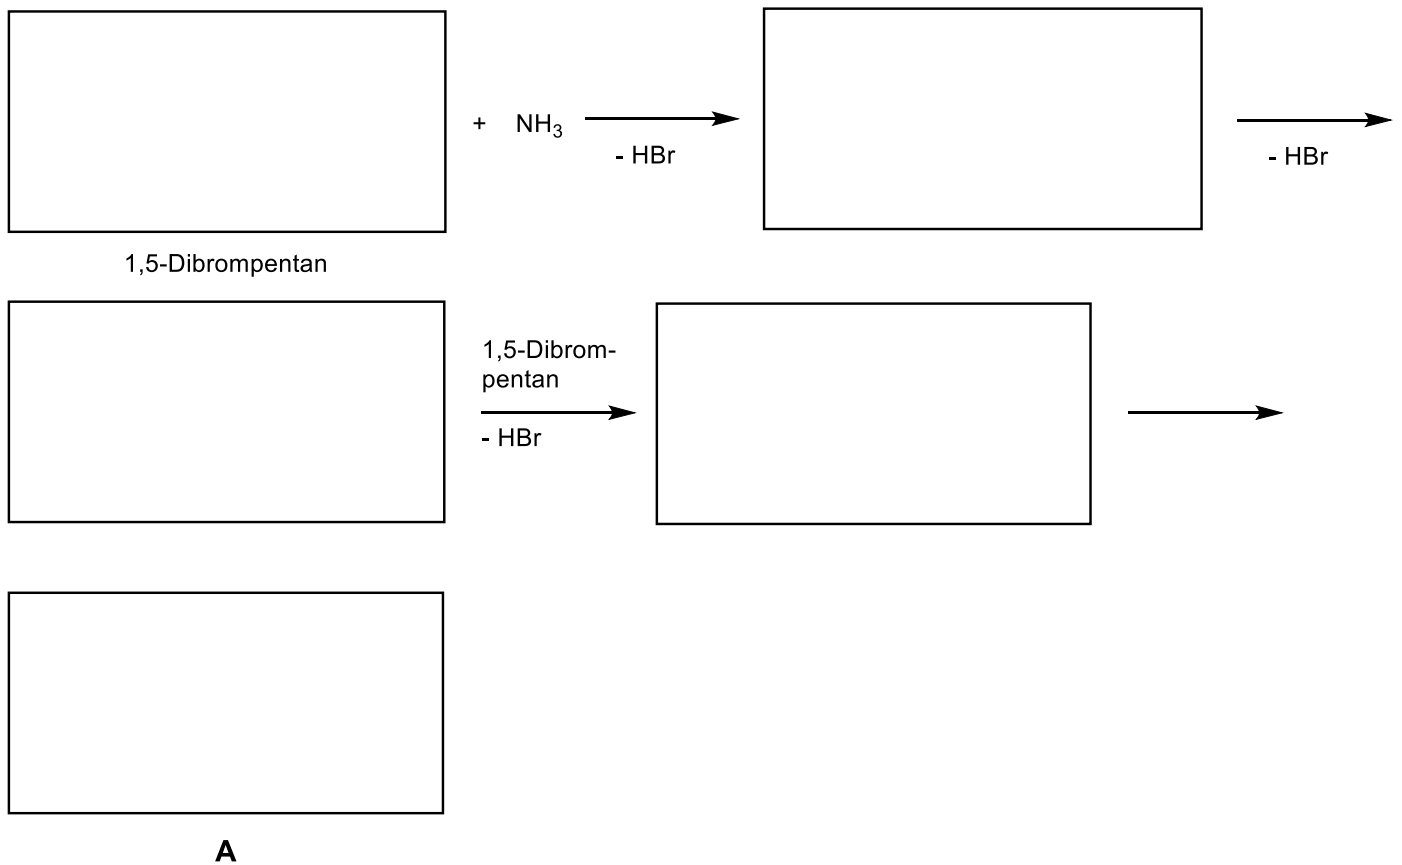 + NH3
- HBr
- HBr
1,5-Dibrompentan
1,5-Dibrom-
pentan
- HBr
A